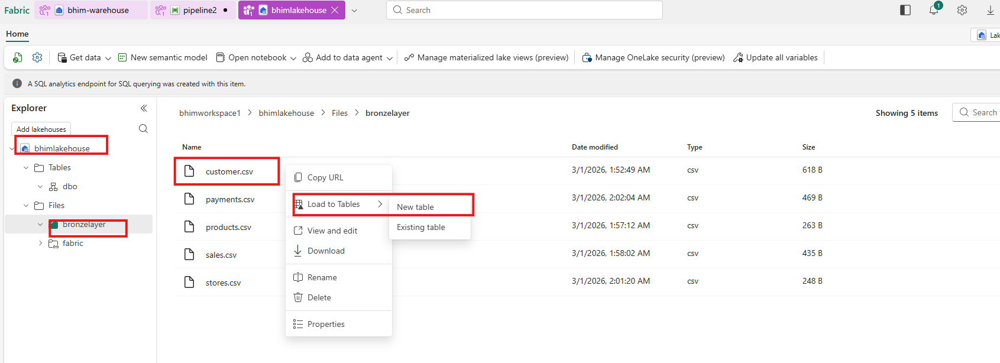 Fabric bhim-warehouse pipeline2 bhimlakehouse Search 1
Home Lak
Get data New semantic model Open notebook Add to data agent Manage materialized lake views (preview) Manage OneLake security (preview) Update all variables
A SQL analytics endpoint for SQL querying was created with this item.
Explorer
Add lakehouses
bhimlakehouse
Tables
dbo
Files
bronzelayer
fabric
bhimworkspace1 > bhimlakehouse > Files > bronzelayer Showing 5 items Search
Name Date modified Type Size
customer.csv 3/1/2026, 1:52:49 AM csv 618 B
payments.csv 3/1/2026, 2:02:04 AM csv 469 B
products.csv 3/1/2026, 1:57:12 AM csv 263 B
sales.csv 3/1/2026, 1:58:02 AM csv 435 B
stores.csv 3/1/2026, 2:01:20 AM csv 248 B
Copy URL
Load to Tables
New table
Existing table
View and edit
Download
Rename
Delete
Properties